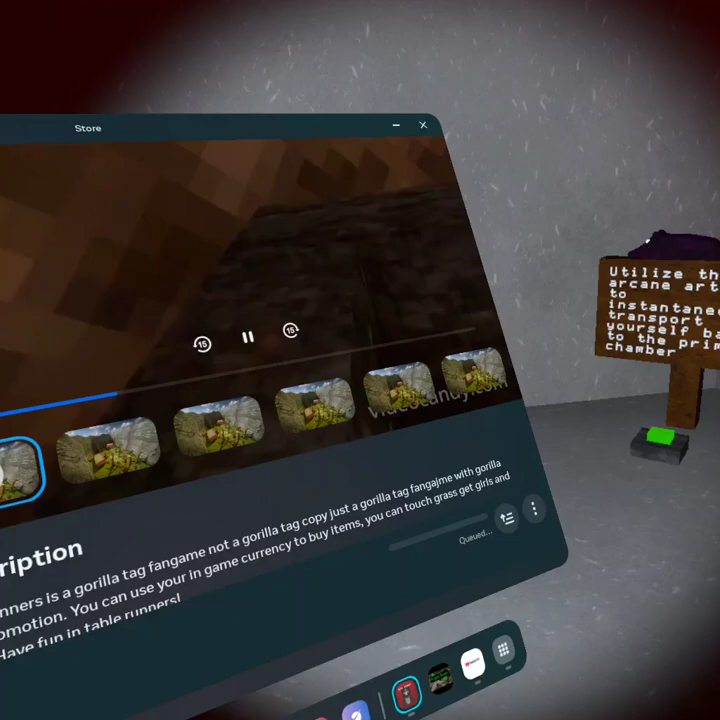 Store
15
15
videocandy.com
ription
nners is a gorilla tag fangame not a gorilla tag copy just a gorilla tag fangajme with gorilla
omotion. You can use your in game currency to buy items, you can touch grass get girls and
Have fun in table runners!
Queued...
Utilize th
arcane art
to
instantane
transport
yourself ba
to the prim
chamber